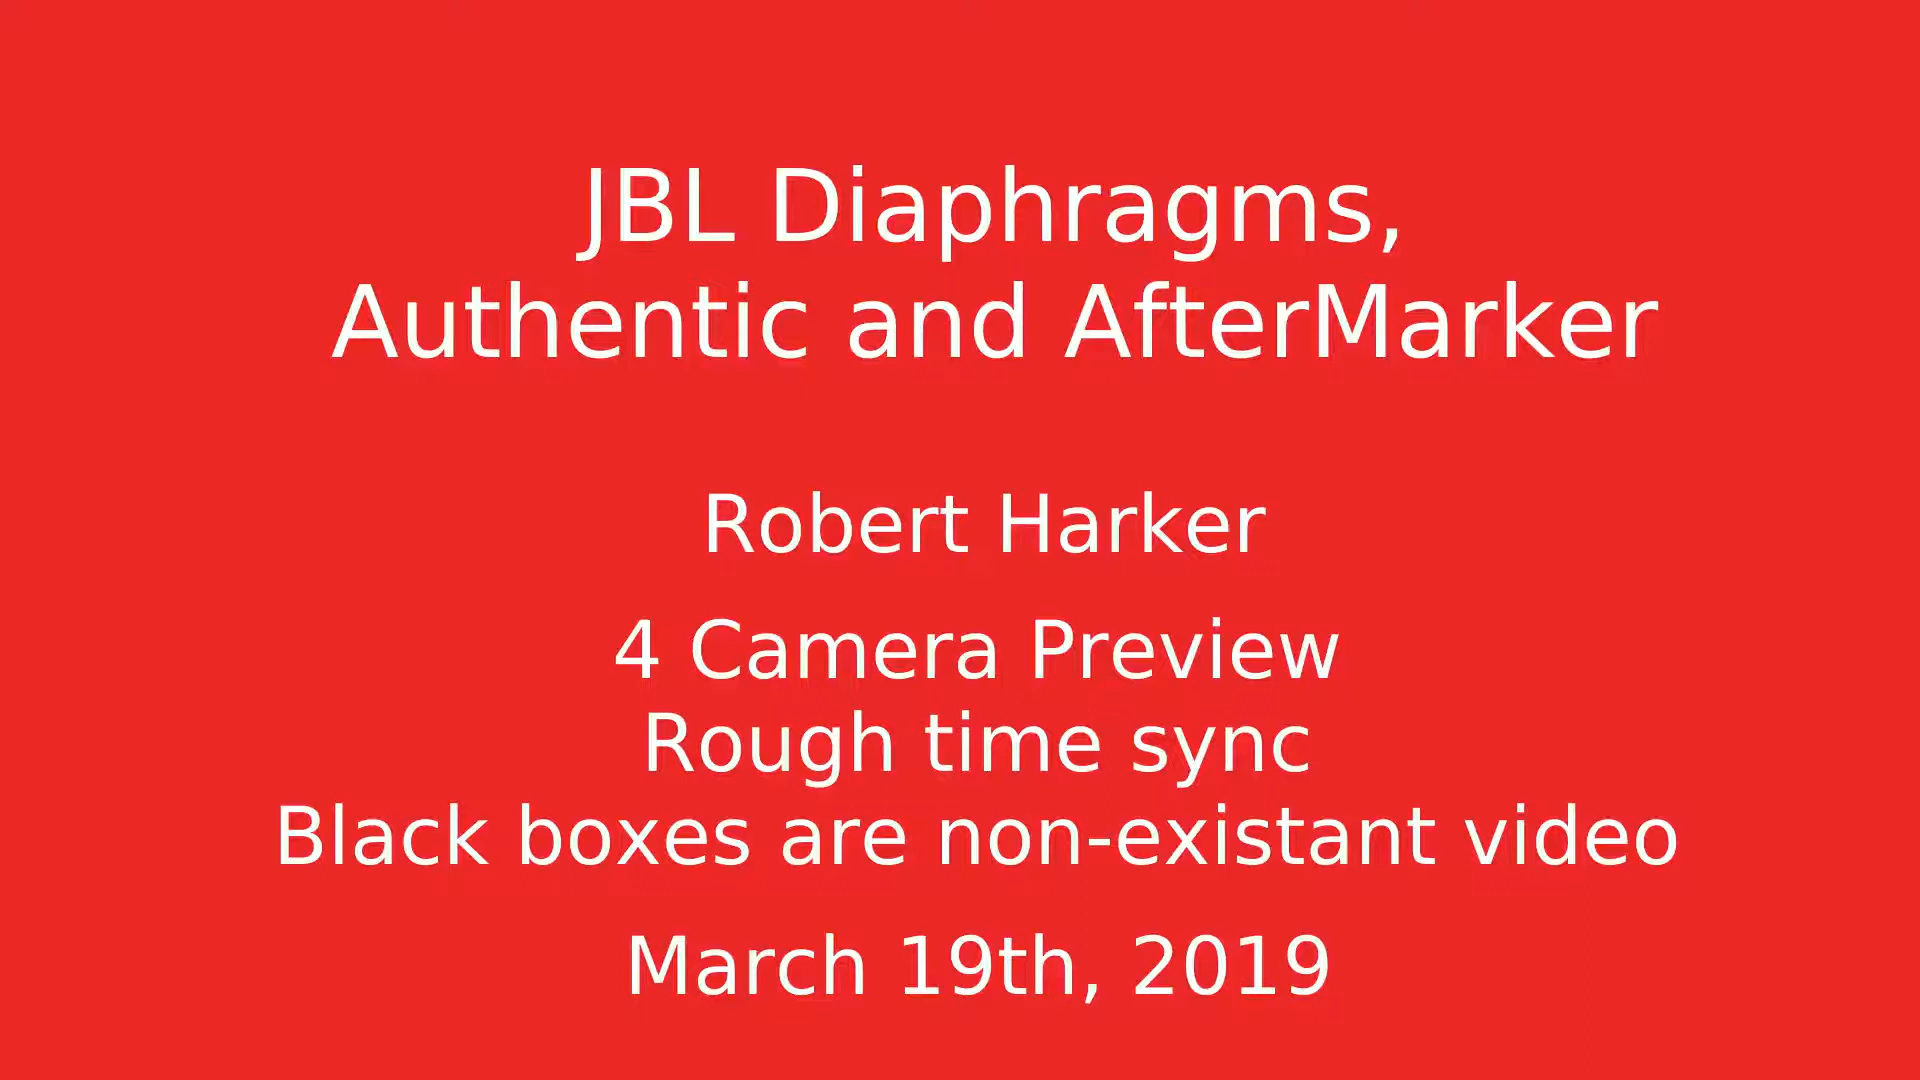 JBL Diaphragms,
Authentic and AfterMarker
Robert Harker
4 Camera Preview
Rough time sync
Black boxes are non-existant video
March 19th, 2019